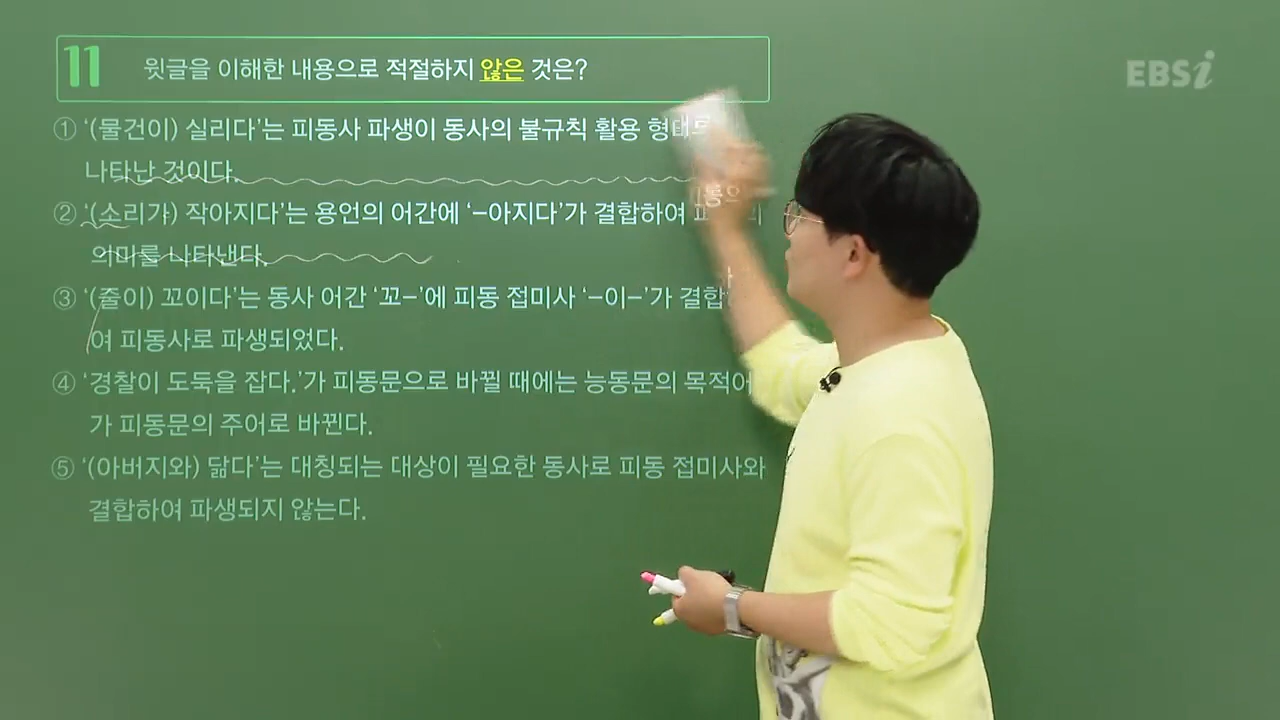 11 윗글을 이해한 내용으로 적절하지 않은 것은?
EBSi
① ‘(물건이) 실리다’는 피동사 파생이 동사의 불규칙 활용 형태로
나타난 것이다.
② ‘(소리가) 작아지다’는 용언의 어간에 ‘–아지다’가 결합하여
의미를 나타낸다.
③ ‘(줄이) 꼬이다’는 동사 어간 ‘꼬–’에 피동 접미사 ‘–이–’가
여 피동사로 파생되었다.
④ ‘경찰이 도둑을 잡다.’가 피동문으로 바뀔 때에는 능동문의 목적어
가 피동문의 주어로 바뀐다.
⑤ ‘(아버지와) 닮다’는 대칭되는 대상이 필요한 동사로 피동 접미사와
결합하여 파생되지 않는다.